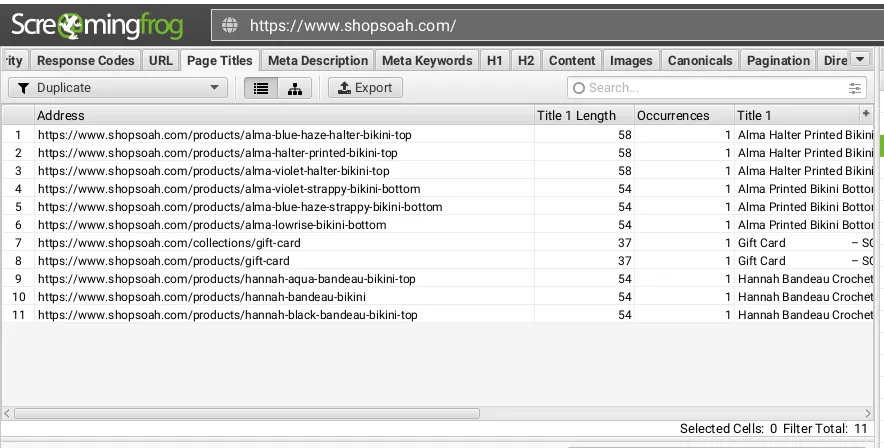 Screamingfrog
https://www.shopsoah.com/
ity Response Codes URL Page Titles Meta Description Meta Keywords H1 H2 Content Images Canonicals Pagination Dire
Duplicate Export Search...
Address Title 1 Length Occurrences Title 1
1 https://www.shopsoah.com/products/alma-blue-haze-halter-bikini-top 58 1 Alma Halter Printed Bikini
2 https://www.shopsoah.com/products/alma-halter-printed-bikini-top 58 1 Alma Halter Printed Bikini
3 https://www.shopsoah.com/products/alma-violet-halter-bikini-top 58 1 Alma Halter Printed Bikini
4 https://www.shopsoah.com/products/alma-violet-strappy-bikini-bottom 54 1 Alma Printed Bikini Botto
5 https://www.shopsoah.com/products/alma-blue-haze-strappy-bikini-bottom 54 1 Alma Printed Bikini Botto
6 https://www.shopsoah.com/products/alma-lowrise-bikini-bottom 54 1 Alma Printed Bikini Botto
7 https://www.shopsoah.com/collections/gift-card 37 1 Gift Card – SO
8 https://www.shopsoah.com/products/gift-card 37 1 Gift Card – SO
9 https://www.shopsoah.com/products/hannah-aqua-bandeau-bikini-top 54 1 Hannah Bandeau Crochet
10 https://www.shopsoah.com/products/hannah-bandeau-bikini 54 1 Hannah Bandeau Crochet
11 https://www.shopsoah.com/products/hannah-black-bandeau-bikini-top 54 1 Hannah Bandeau Crochet
Selected Cells: 0 Filter Total: 11